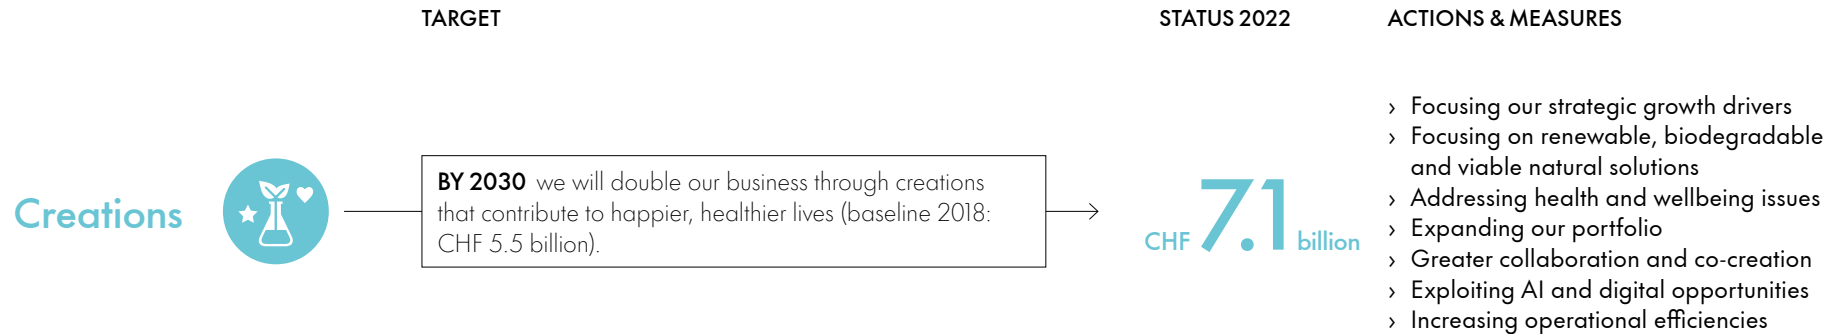 TARGET
STATUS 2022
ACTIONS & MEASURES
Creations
BY 2030 we will double our business through creations
that contribute to happier, healthier lives (baseline 2018:
CHF 5.5 billion).
CHF 7.1 billion
› Focusing our strategic growth drivers
› Focusing on renewable, biodegradable
and viable natural solutions
› Addressing health and wellbeing issues
› Expanding our portfolio
› Greater collaboration and co-creation
› Exploiting AI and digital opportunities
› Increasing operational efficiencies